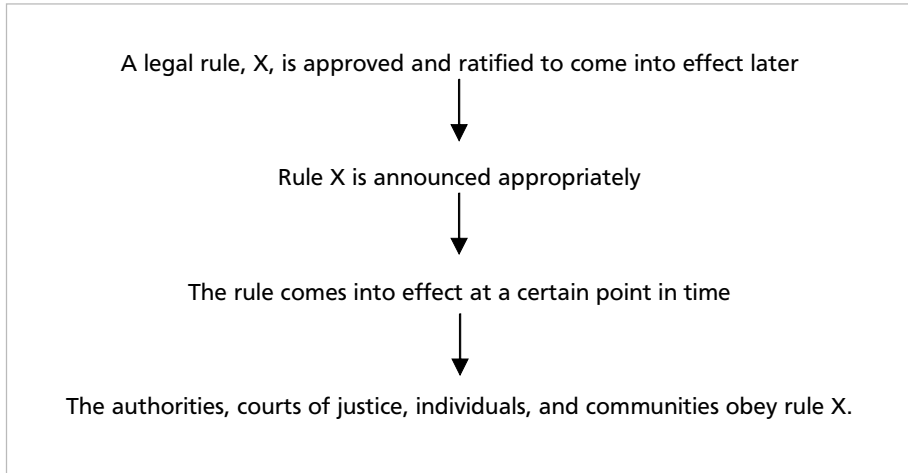 A legal rule, X, is approved and ratified to come into effect later
Rule X is announced appropriately
The rule comes into effect at a certain point in time
The authorities, courts of justice, individuals, and communities obey rule X.